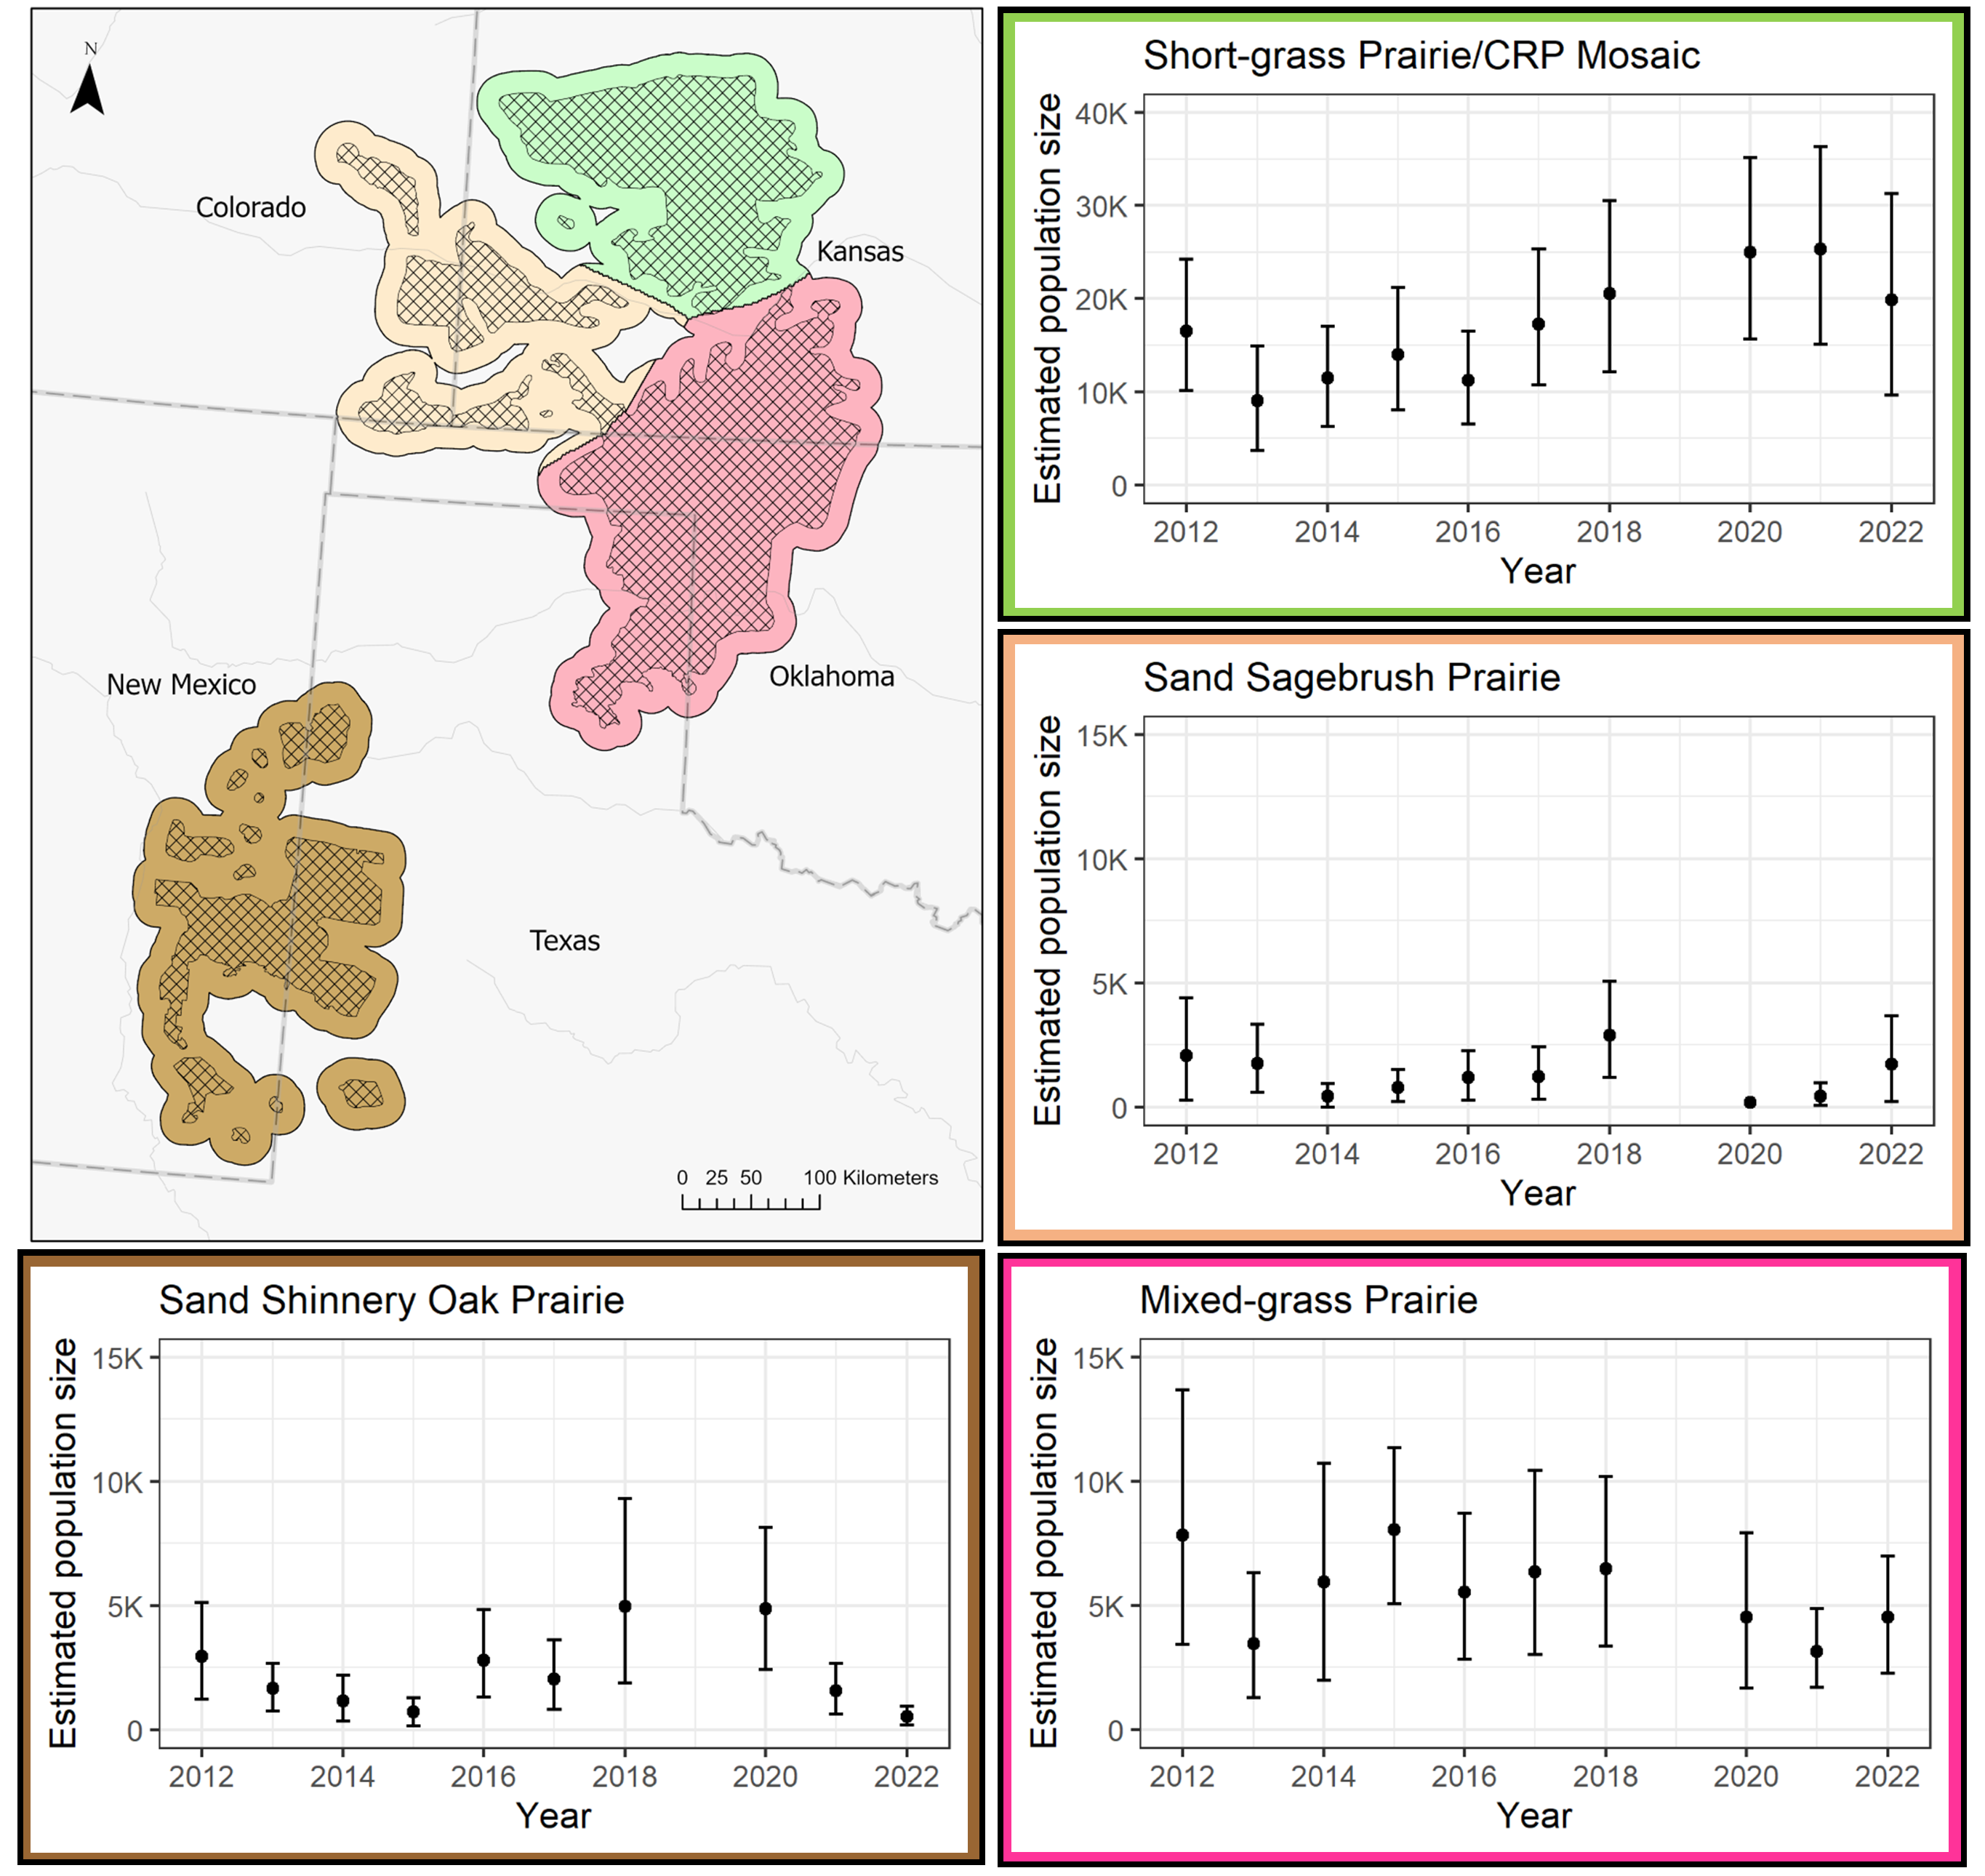 N
Colorado
Kansas
New Mexico
Oklahoma
Texas
0 25 50 100 Kilometers
Short-grass Prairie/CRP Mosaic
Estimated population size
40K
30K
20K
10K
0
2012 2014 2016 2018 2020 2022
Year
Sand Sagebrush Prairie
Estimated population size
15K
10K
5K
0
2012 2014 2016 2018 2020 2022
Year
Sand Shinnery Oak Prairie
Estimated population size
15K
10K
5K
0
2012 2014 2016 2018 2020 2022
Year
Mixed-grass Prairie
Estimated population size
15K
10K
5K
0
2012 2014 2016 2018 2020 2022
Year